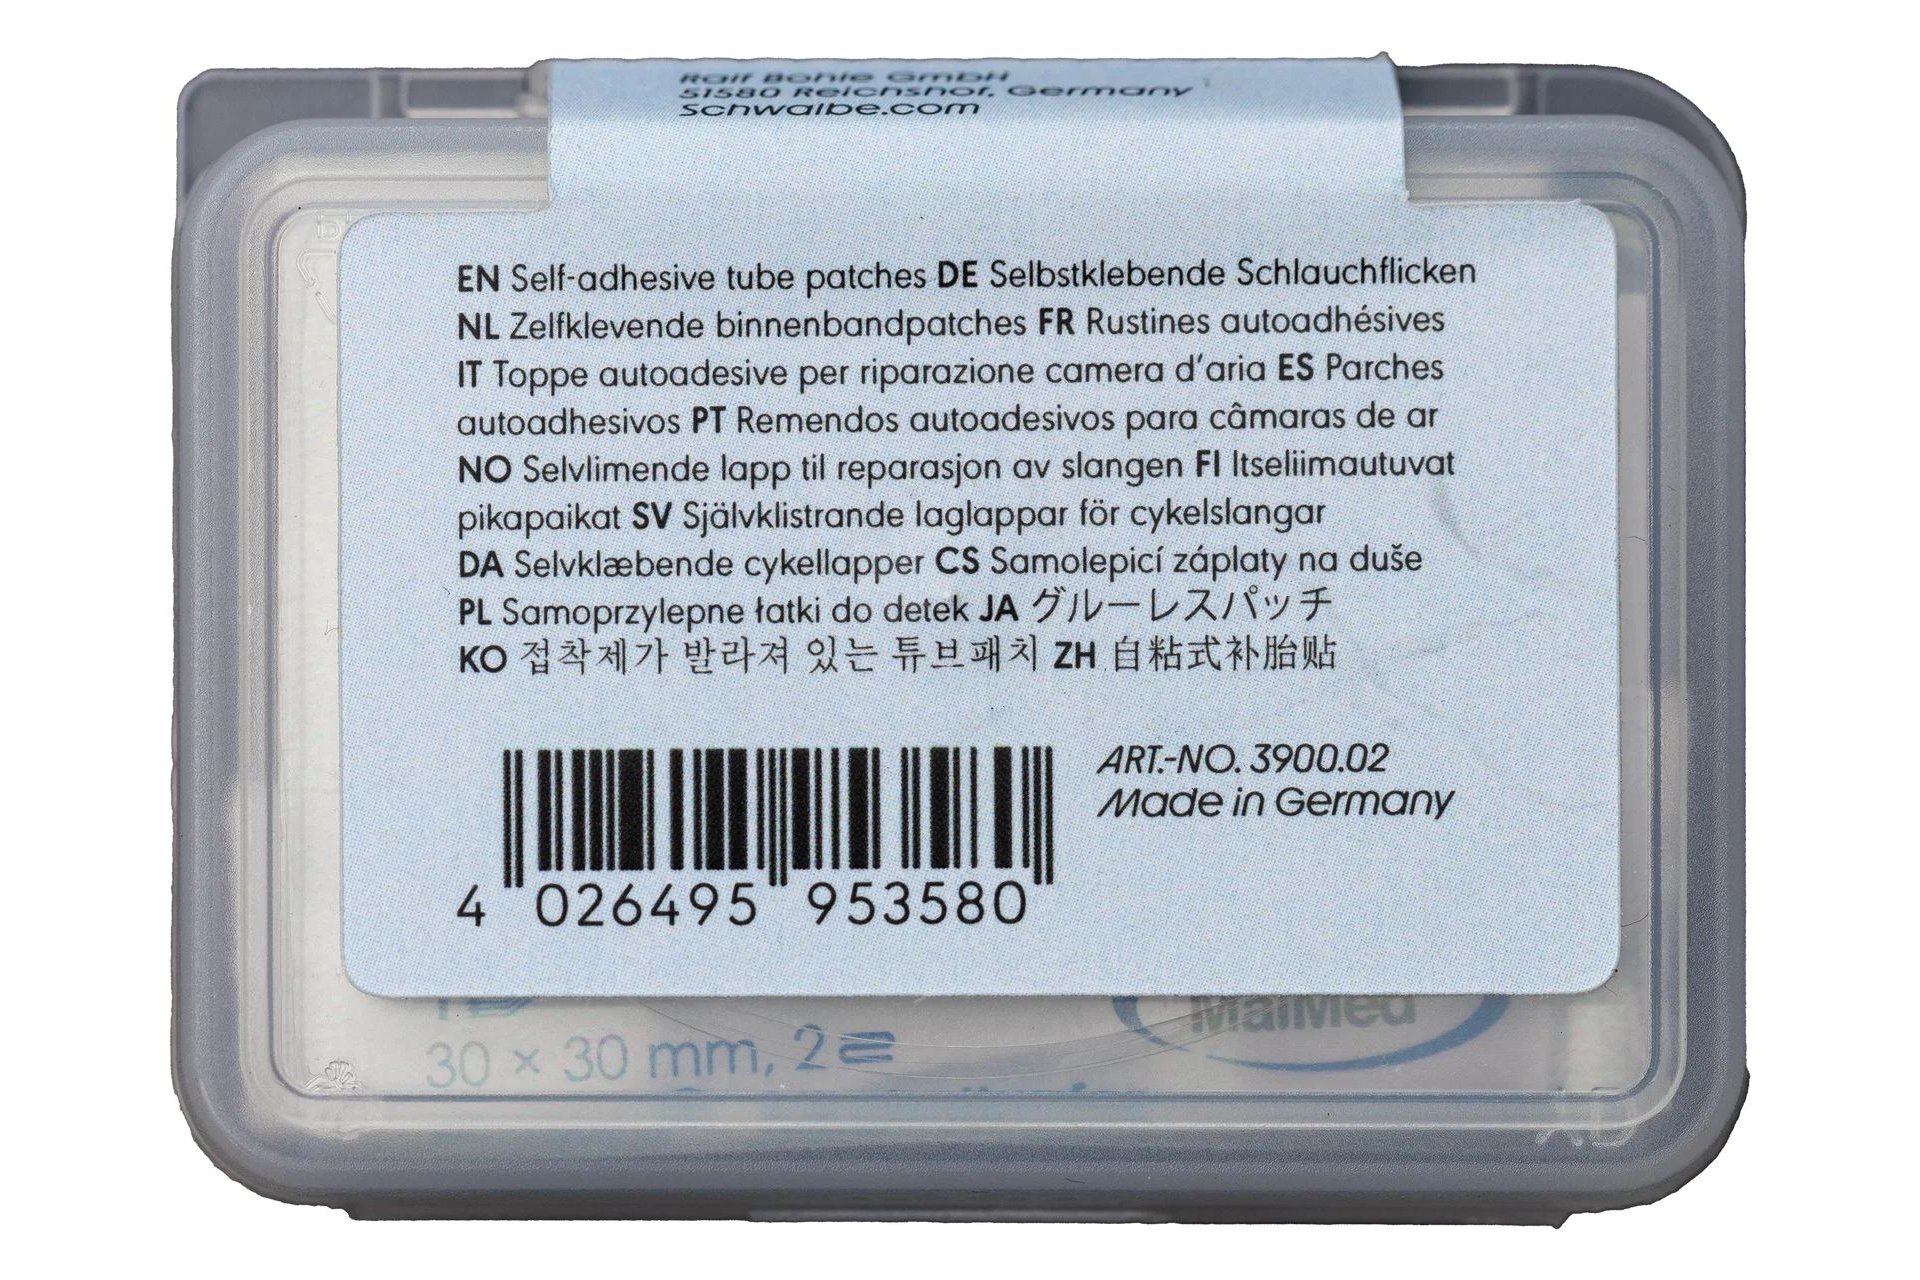 Ralf Bohle GmbH
51580 Reichshof, Germany
Schwalbe.com
EN Self-adhesive tube patches DE Selbstklebende Schlauchflicken
NL Zelfklevende binnenbandpatches FR Rustines autoadhésives
IT Toppe autoadesive per riparazione camera d'aria ES Parches
autoadhesivos PT Remendos autoadesivos para câmaras de ar
NO Selvlimende lapp til reparasjon av slangen FI Itseliimautuvat
pikapaikat SV Självklistrande laglappar för cykelslangar
DA Selvklæbende cykellapper CS Samolepicí záplaty na duše
PL Samoprzylepne łatki do detek JA グルーレスパッチ
KO 접착제가 발라져 있는 튜브패치 ZH 自粘式补胎贴
ART.-NO. 3900.02
Made in Germany
4 026495 953580
MaiMed
30 × 30 mm, 2